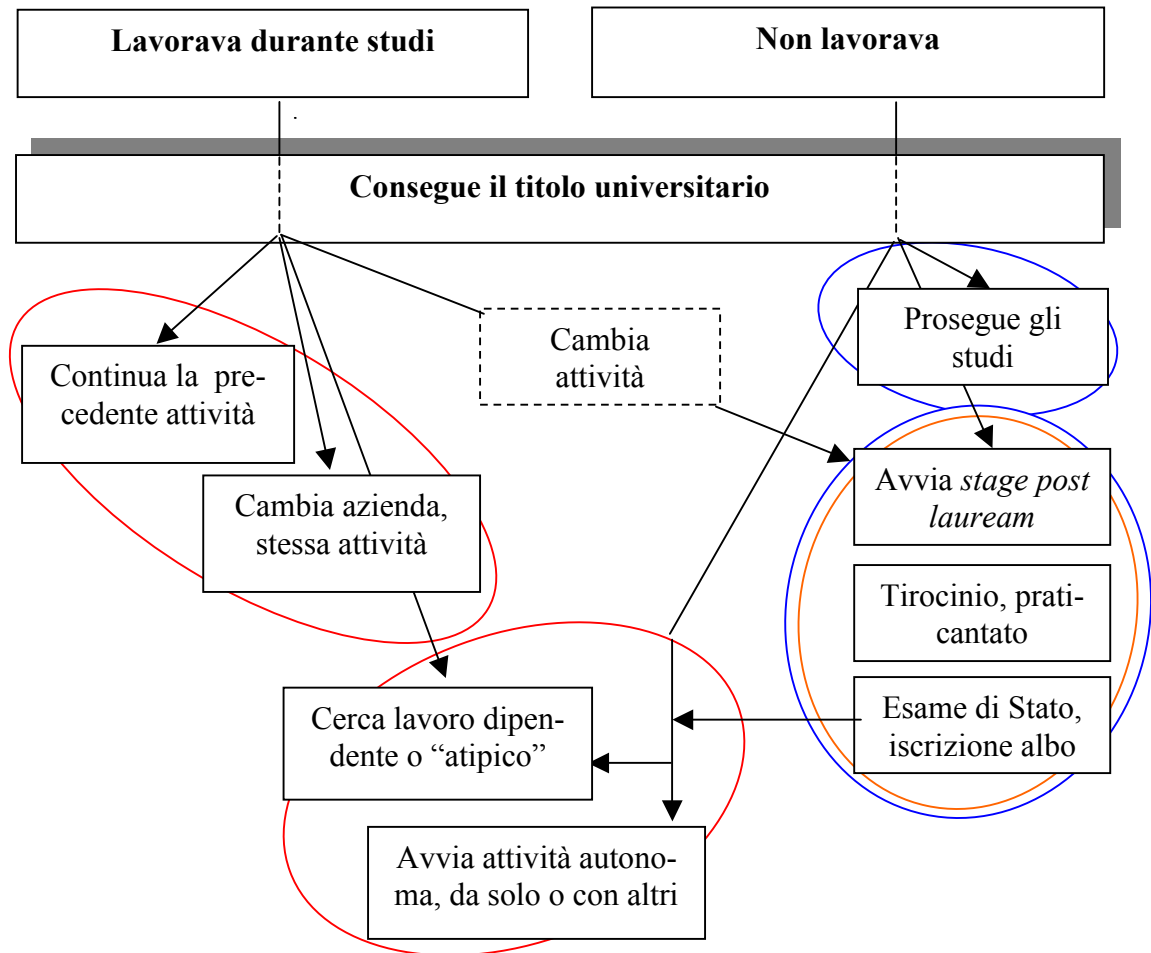 Lavorava durante studi
Non lavorava
Consegue il titolo universitario
Prosegue gli
studi
Cambia
attività
Continua la pre-
cedente attività
Avvia stage post
lauream
Cambia azienda,
stessa attività
Tirocinio, prati-
cantato
Cerca lavoro dipen-
dente o “atipico”
Esame di Stato,
iscrizione albo
Avvia attività autono-
ma, da solo o con altri